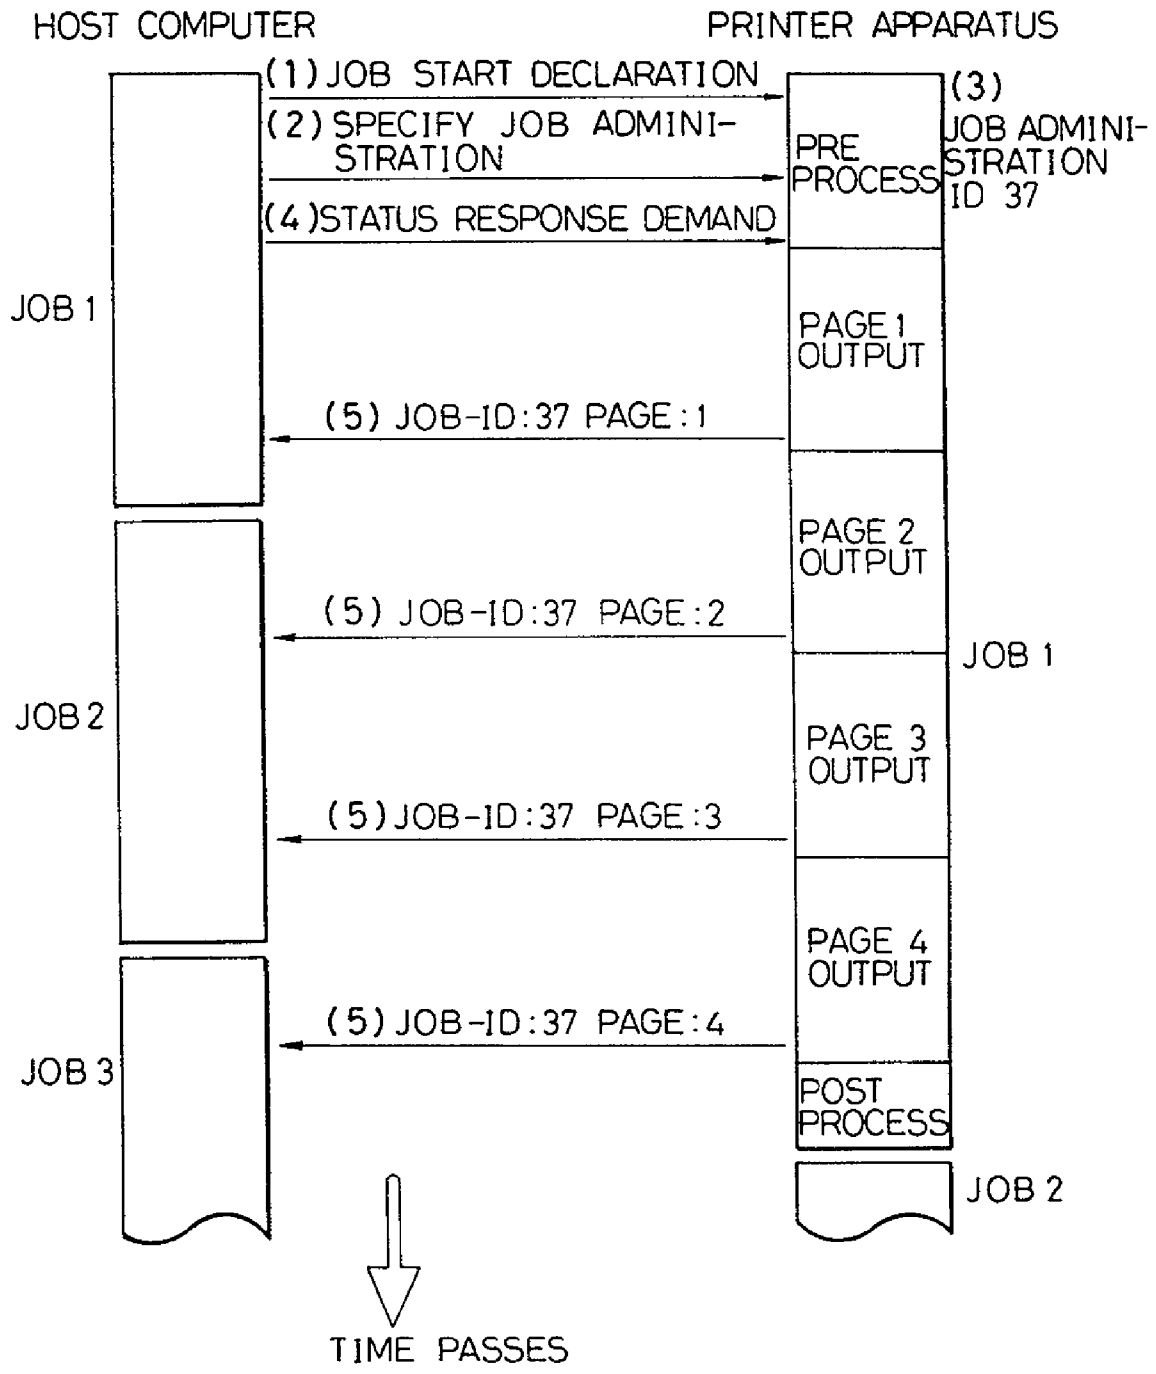 HOST COMPUTER
PRINTER APPARATUS
(1) JOB START DECLARATION
(2) SPECIFY JOB ADMINI-
STRATION
PRE
PROCESS
(3)
JOB ADMINI-
STRATION
ID 37
(4) STATUS RESPONSE DEMAND
JOB 1
PAGE 1
OUTPUT
(5) JOB-ID:37 PAGE:1
PAGE 2
OUTPUT
(5) JOB-ID:37 PAGE:2
JOB 1
JOB 2
PAGE 3
OUTPUT
(5) JOB-ID:37 PAGE:3
PAGE 4
OUTPUT
(5) JOB-ID:37 PAGE:4
JOB 3
POST
PROCESS
JOB 2
TIME PASSES